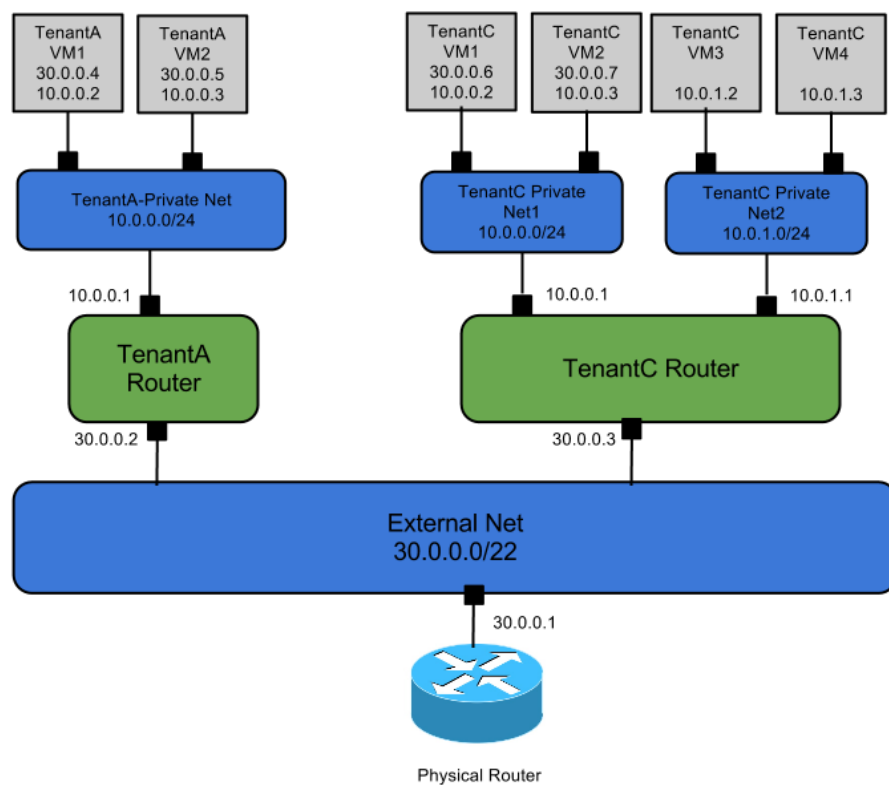 TenantA
VM1
30.0.0.4
10.0.0.2
TenantA
VM2
30.0.0.5
10.0.0.3
TenantC
VM1
30.0.0.6
10.0.0.2
TenantC
VM2
30.0.0.7
10.0.0.3
TenantC
VM3
10.0.1.2
TenantC
VM4
10.0.1.3
TenantA-Private Net
10.0.0.0/24
TenantC Private
Net1
10.0.0.0/24
TenantC Private
Net2
10.0.1.0/24
10.0.0.1
10.0.0.1
10.0.1.1
TenantA
Router
TenantC Router
30.0.0.2
30.0.0.3
External Net
30.0.0.0/22
30.0.0.1
Physical Router